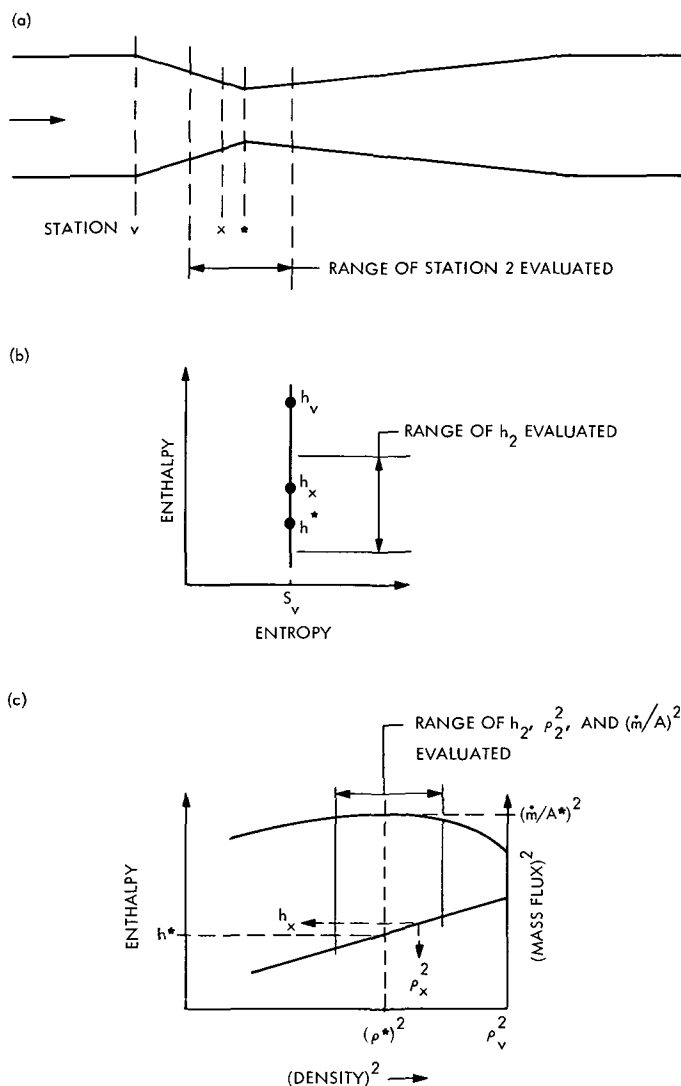 (a)
STATION v x *
RANGE OF STATION 2 EVALUATED
(b)
ENTHALPY
h_v
RANGE OF h_2 EVALUATED
h_x
h*
S_v
ENTROPY
(c)
RANGE OF h_2, ρ_2^2, AND (ṁ/A)^2
EVALUATED
(ṁ/A*)^2
ENTHALPY
h_x
h*
ρ_x^2
(MASS FLUX)^2
(ρ*)^2
ρ_v^2
(DENSITY)^2